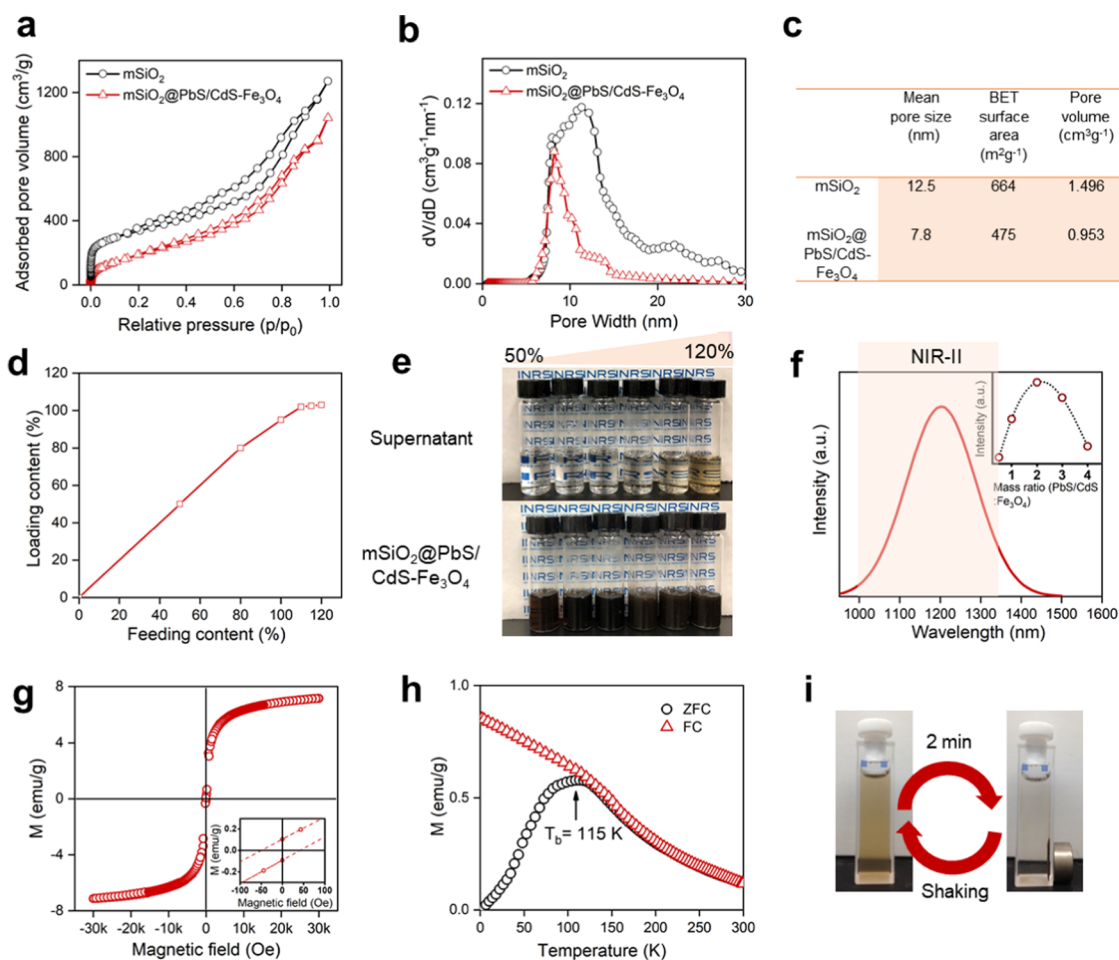 a
Adsorbed pore volume (cm³/g)
1200
800
400
0
mSiO₂
mSiO₂@PbS/CdS-Fe₃O₄
0.0 0.2 0.4 0.6 0.8 1.0
Relative pressure (p/p₀)
b
dV/dD (cm³g⁻¹nm⁻¹)
0.12
0.08
0.04
0.00
mSiO₂
mSiO₂@PbS/CdS-Fe₃O₄
0 10 20 30
Pore Width (nm)
c
Mean pore size (nm)
BET surface area (m²g⁻¹)
Pore volume (cm³g⁻¹)
mSiO₂ 12.5 664 1.496
mSiO₂@ 7.8 475 0.953
PbS/CdS-
Fe₃O₄
d
Loading content (%)
120
100
80
60
40
20
0
0 20 40 60 80 100 120
Feeding content (%)
e
50% 120%
Supernatant
INRS
mSiO₂@PbS/
CdS-Fe₃O₄
INRS
f
NIR-II
Intensity (a.u.)
1000 1100 1200 1300 1400 1500 1600
Wavelength (nm)
Intensity (a.u.)
1 2 3 4
Mass ratio (PbS/CdS
:Fe₃O₄)
g
M (emu/g)
8
4
0
-4
-8
-30k -20k -10k 0 10k 20k 30k
Magnetic field (Oe)
M (emu/g)
0.2
0.0
-0.2
-100 -50 0 50 100
Magnetic field (Oe)
h
M (emu/g)
1.0
0.5
0.0
ZFC
FC
T_b= 115 K
0 50 100 150 200 250 300
Temperature (K)
i
2 min
Shaking